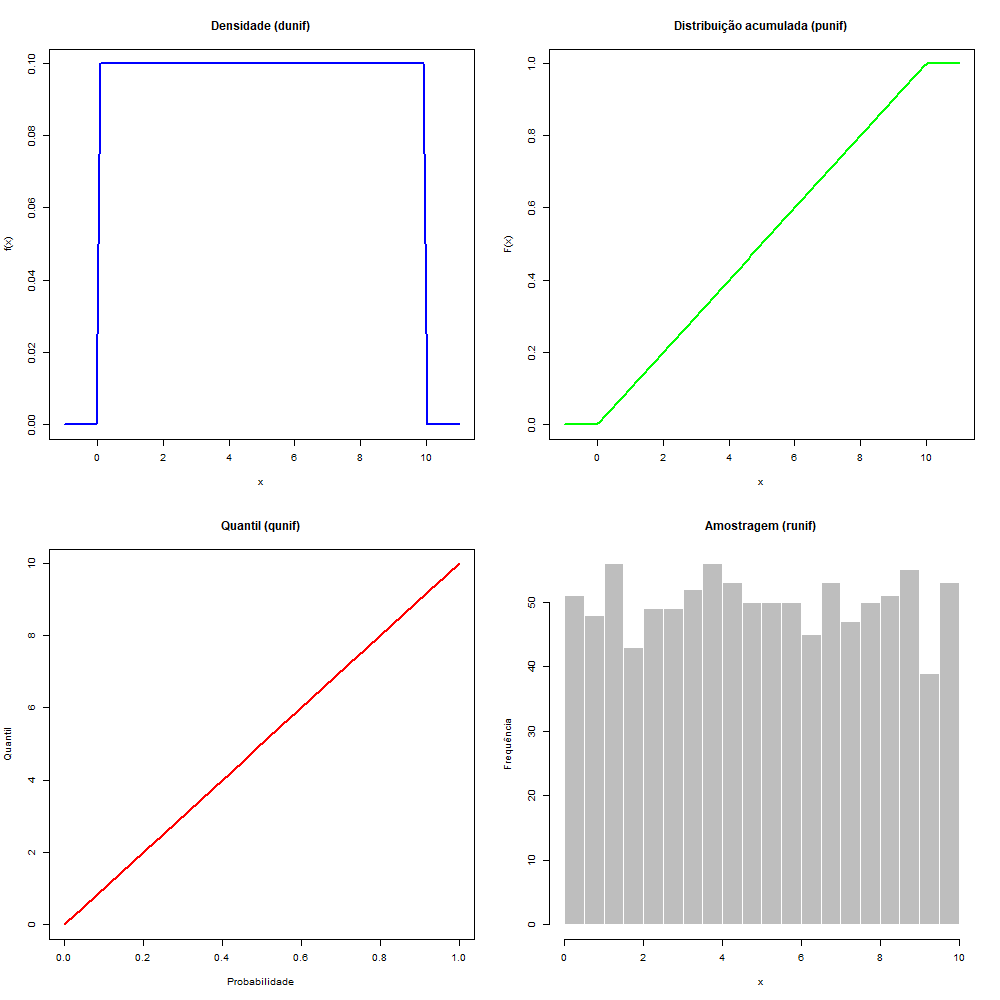 Densidade (dunif)
f(x)
0.00 0.02 0.04 0.06 0.08 0.10
0 2 4 6 8 10
x
Distribuição acumulada (punif)
F(x)
0.0 0.2 0.4 0.6 0.8 1.0
0 2 4 6 8 10
x
Quantil (qunif)
Quantil
0 2 4 6 8 10
0.0 0.2 0.4 0.6 0.8 1.0
Probabilidade
Amostragem (runif)
Frequência
0 10 20 30 40 50
0 2 4 6 8 10
x